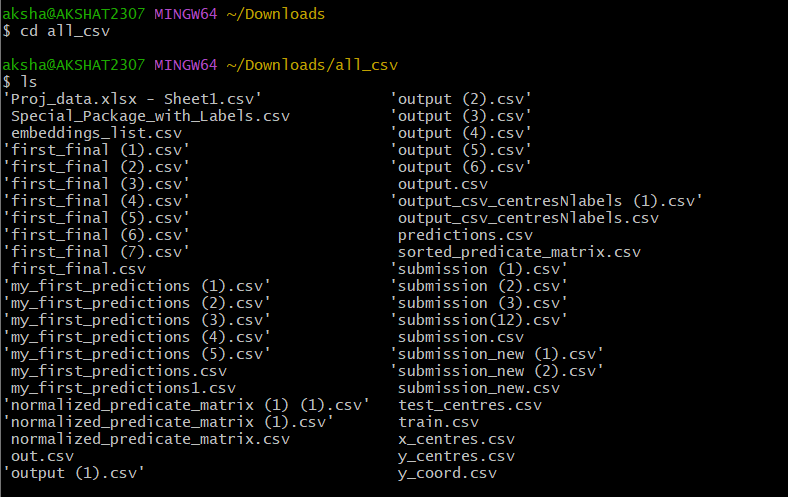 aksha@AKSHAT2307 MINGW64 ~/Downloads
$ cd all_csv
aksha@AKSHAT2307 MINGW64 ~/Downloads/all_csv
$ ls
'Proj_data.xlsx - Sheet1.csv' 'output (2).csv'
Special_Package_with_Labels.csv 'output (3).csv'
embeddings_list.csv 'output (4).csv'
'first_final (1).csv' 'output (5).csv'
'first_final (2).csv' 'output (6).csv'
'first_final (3).csv' output.csv
'first_final (4).csv' 'output_csv_centresNlabels (1).csv'
'first_final (5).csv' output_csv_centresNlabels.csv
'first_final (6).csv' predictions.csv
'first_final (7).csv' sorted_predicate_matrix.csv
first_final.csv 'submission (1).csv'
'my_first_predictions (1).csv' 'submission (2).csv'
'my_first_predictions (2).csv' 'submission (3).csv'
'my_first_predictions (3).csv' 'submission(12).csv'
'my_first_predictions (4).csv' submission.csv
'my_first_predictions (5).csv' 'submission_new (1).csv'
my_first_predictions.csv 'submission_new (2).csv'
my_first_predictions1.csv submission_new.csv
'normalized_predicate_matrix (1) (1).csv' test_centres.csv
'normalized_predicate_matrix (1).csv' train.csv
normalized_predicate_matrix.csv x_centres.csv
out.csv y_centres.csv
'output (1).csv' y_coord.csv